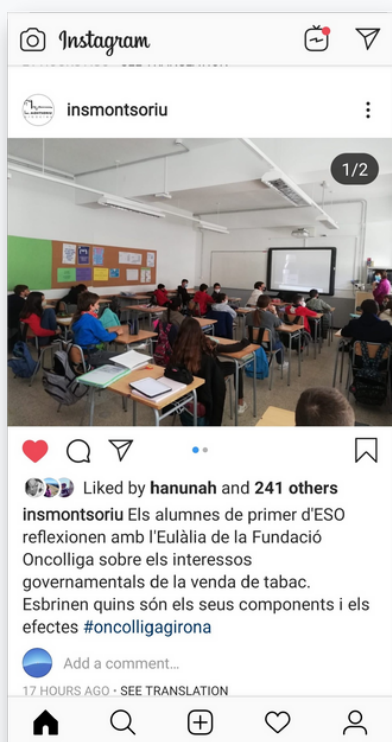 Instagram
insmontsoriu
1/2
Liked by hanunah and 241 others
insmontsoriu Els alumnes de primer d'ESO
reflexionen amb l'Eulàlia de la Fundació
Oncolliga sobre els interessos
governamentals de la venda de tabac.
Esbrinen quins són els seus components i els
efectes #oncolligagirona
Add a comment...
17 HOURS AGO • SEE TRANSLATION